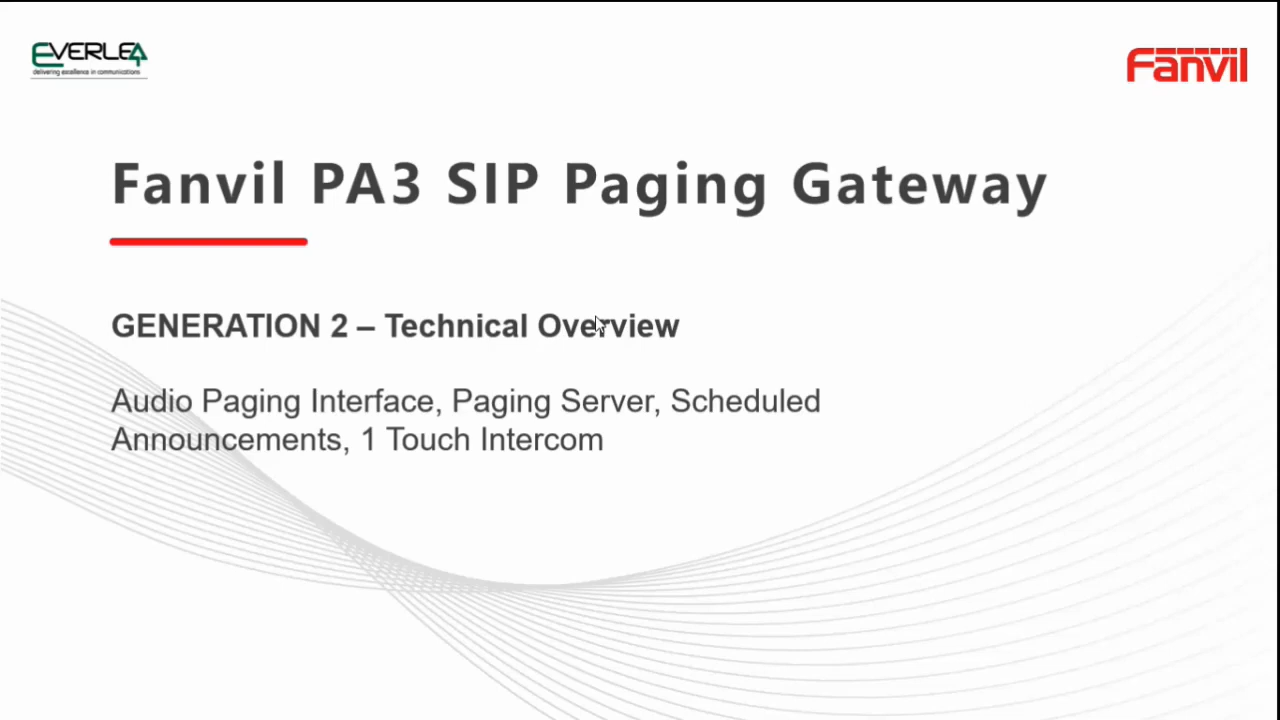 EVERLE4
delivering excellence in communications
Fanvil
Fanvil PA3 SIP Paging Gateway
GENERATION 2 – Technical Overview
Audio Paging Interface, Paging Server, Scheduled
Announcements, 1 Touch Intercom